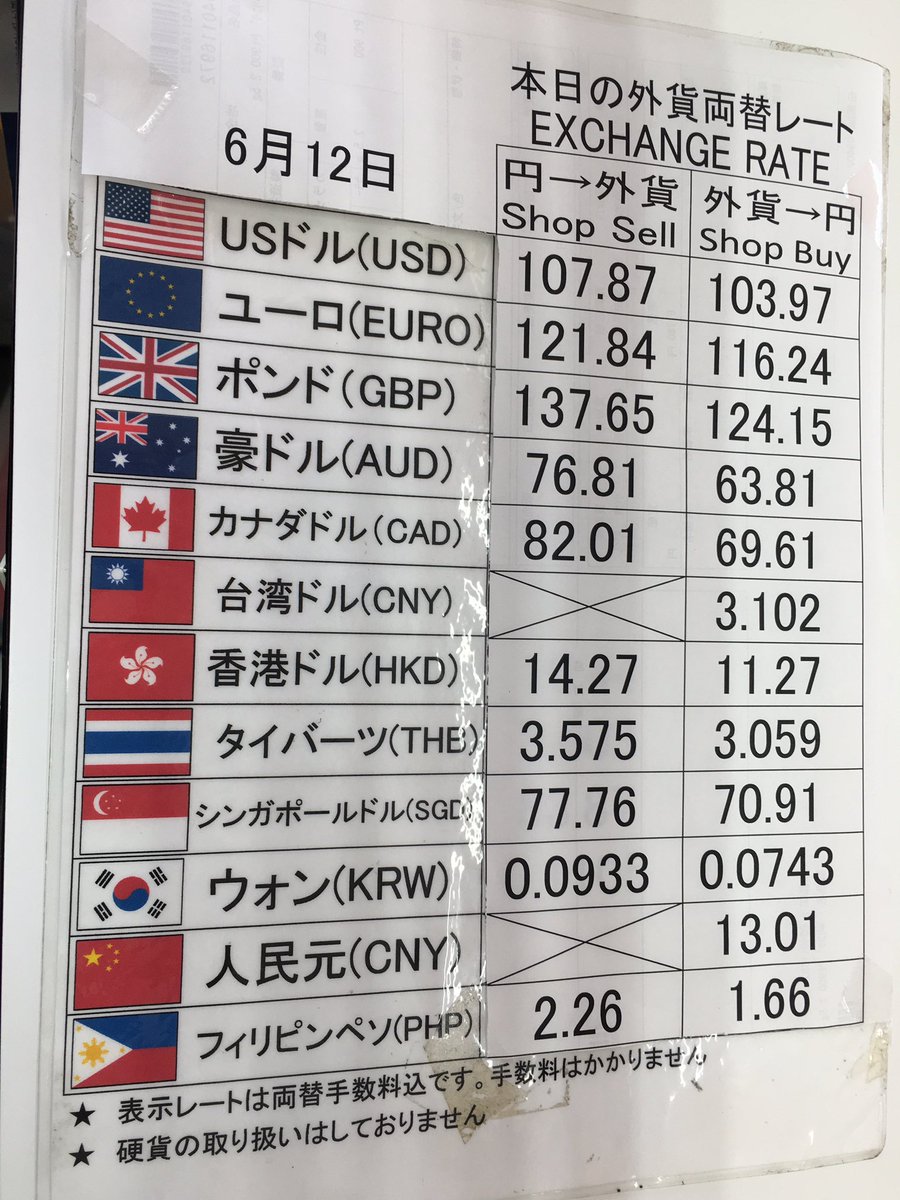 6月12日
本日の外貨両替レート
EXCHANGE RATE
円→外貨 外貨→円
Shop Sell Shop Buy
USドル(USD) 107.87 103.97
ユーロ(EURO) 121.84 116.24
ポンド(GBP) 137.65 124.15
豪ドル(AUD) 76.81 63.81
カナダドル(CAD) 82.01 69.61
台湾ドル(CNY) 3.102
香港ドル(HKD) 14.27 11.27
タイバーツ(THB) 3.575 3.059
シンガポールドル(SGD) 77.76 70.91
ウォン(KRW) 0.0933 0.0743
人民元(CNY) 13.01
フィリピンペソ(PHP) 2.26 1.66
★ 表示レートは両替手数料込です。手数料はかかりません
★ 硬貨の取り扱いはしておりません